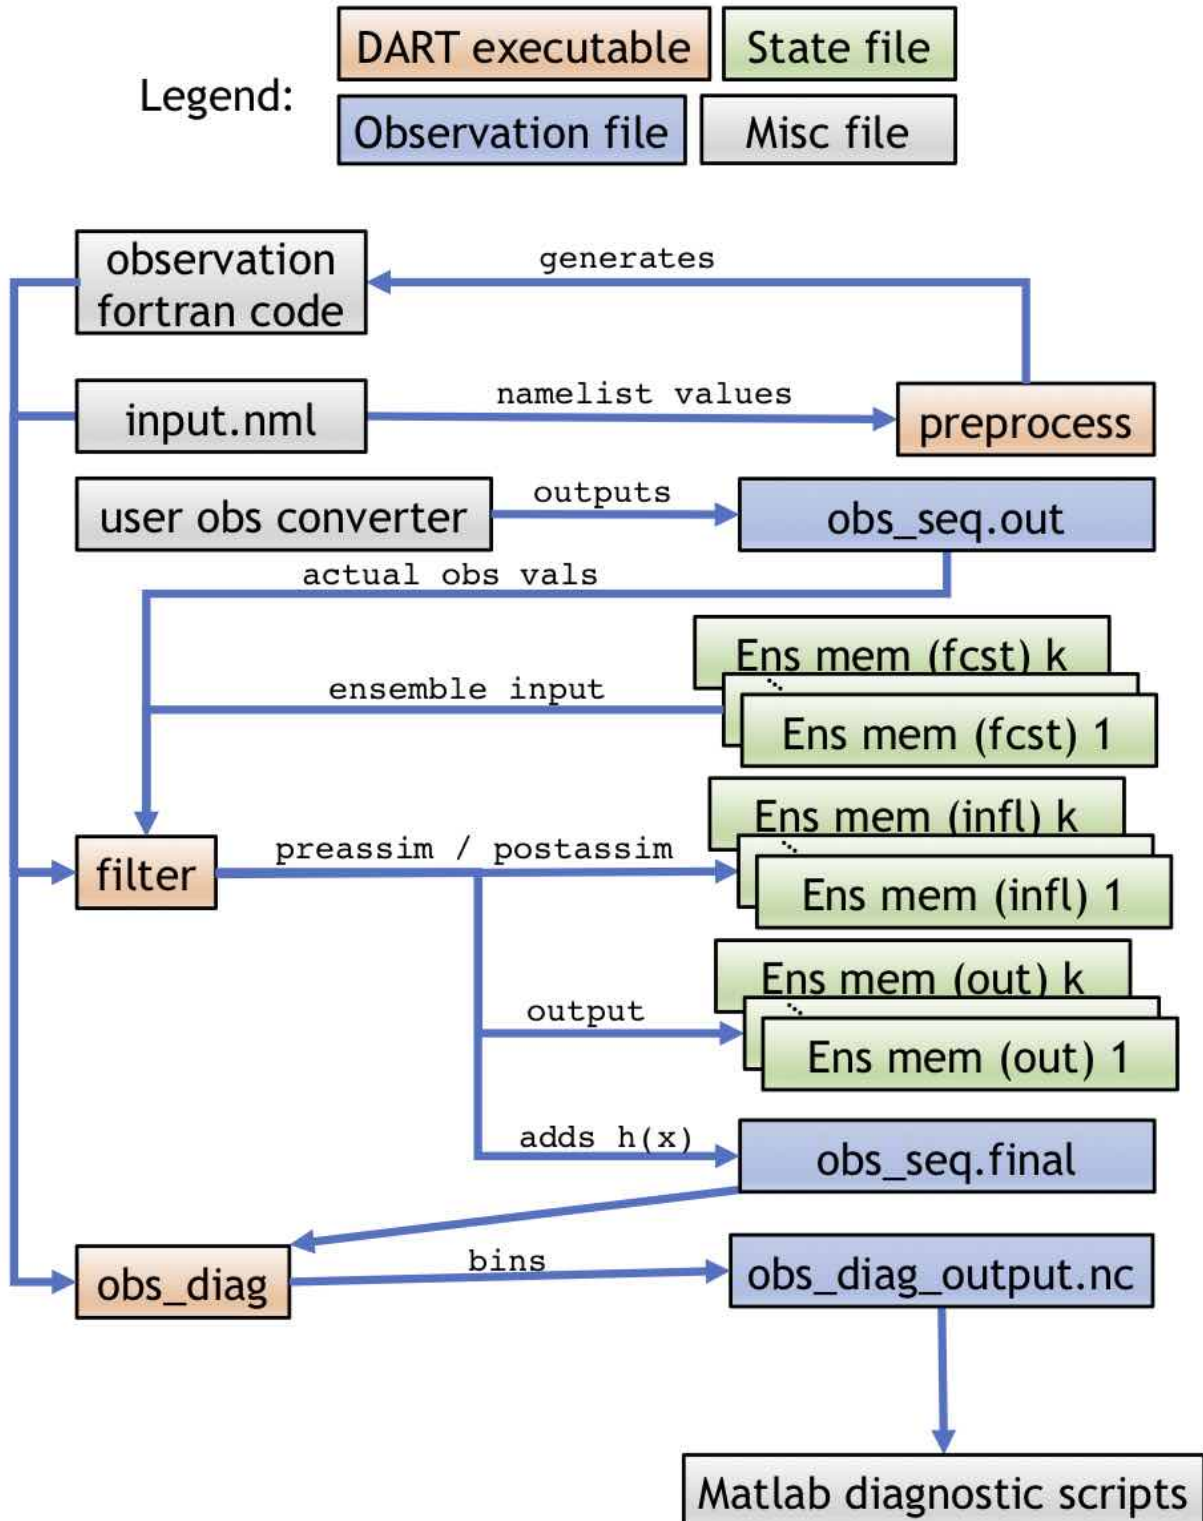 Legend:
DART executable
State file
Observation file
Misc file
observation
fortran code
generates
input.nml
namelist values
preprocess
user obs converter
outputs
obs_seq.out
actual obs vals
Ens mem (fcst) k
ensemble input
Ens mem (fcst) 1
Ens mem (infl) k
filter
preassim / postassim
Ens mem (infl) 1
Ens mem (out) k
output
Ens mem (out) 1
adds h(x)
obs_seq.final
obs_diag
bins
obs_diag_output.nc
Matlab diagnostic scripts